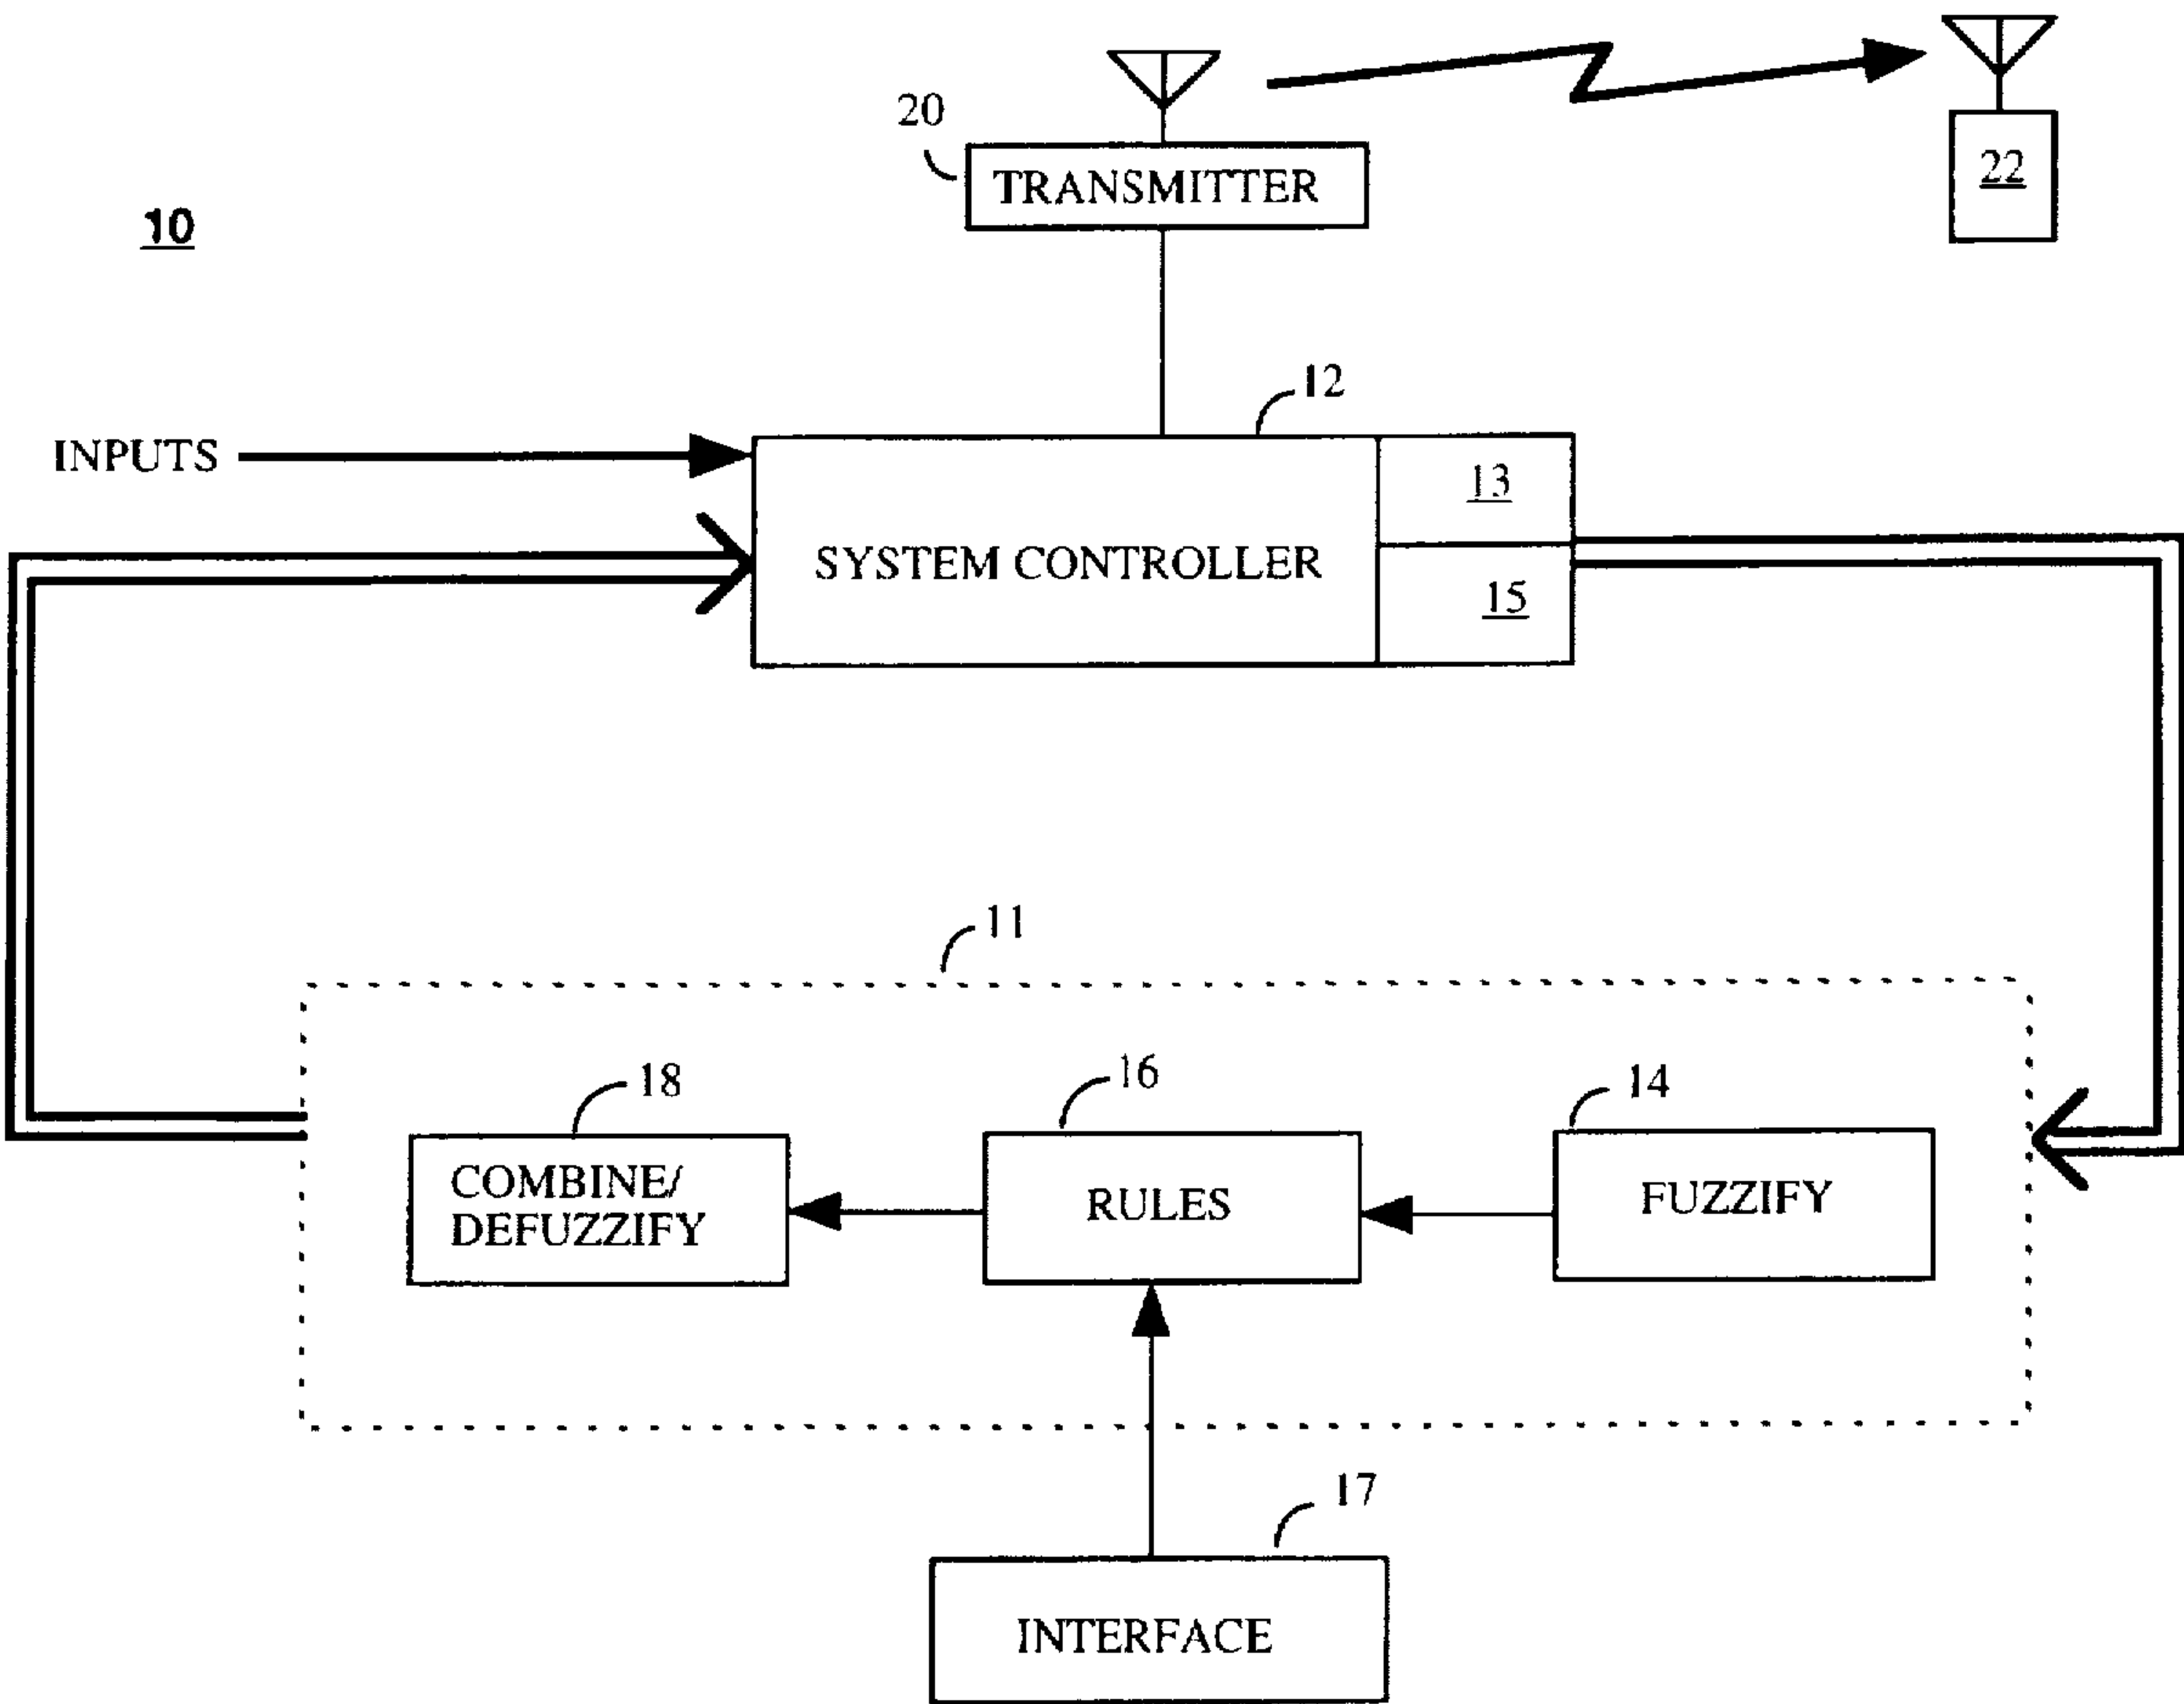 20
TRANSMITTER
22
10
12
INPUTS
13
SYSTEM CONTROLLER
15
11
18
16
14
COMBINE/
DEFUZZIFY
RULES
FUZZIFY
17
INTERFACE